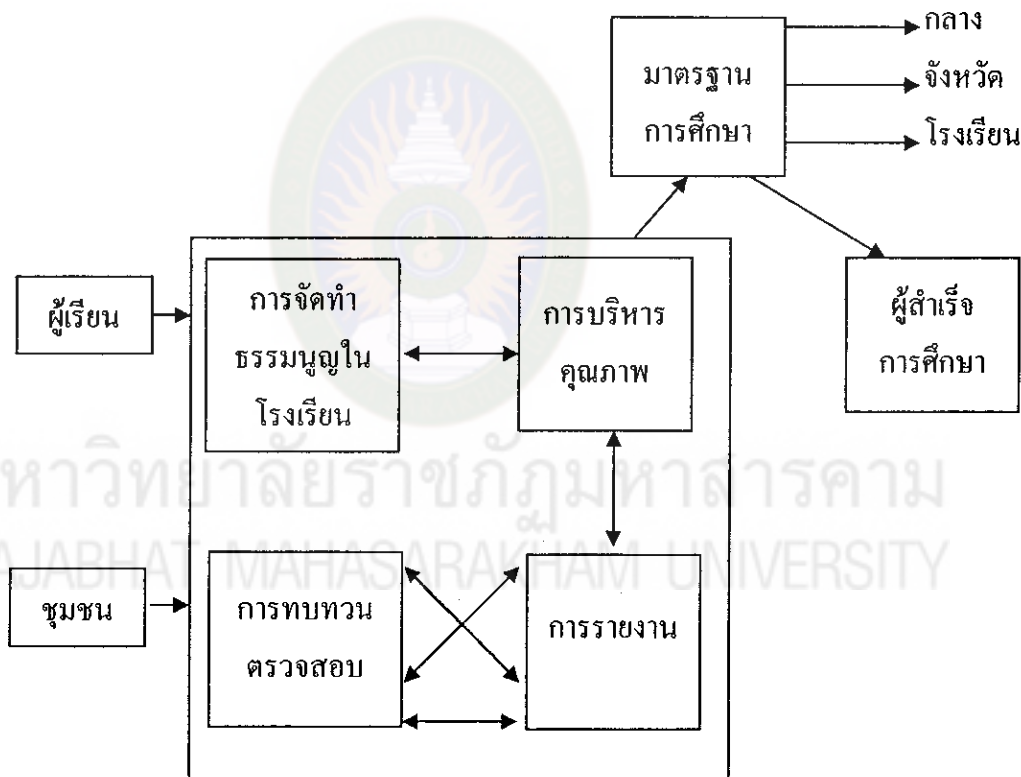 กลาง
มาตรฐาน
การศึกษา
จังหวัด
โรงเรียน
ผู้เรียน
การจัดทำ
ธรรมนูญใน
โรงเรียน
การบริหาร
คุณภาพ
ผู้สำเร็จ
การศึกษา
หาวิทยาลัยราชภัฏมหาสารคาม
AJABHAT MAHASARAKHAM UNIVERSITY
ชุมชน
การทบทวน
ตรวจสอบ
การรายงาน